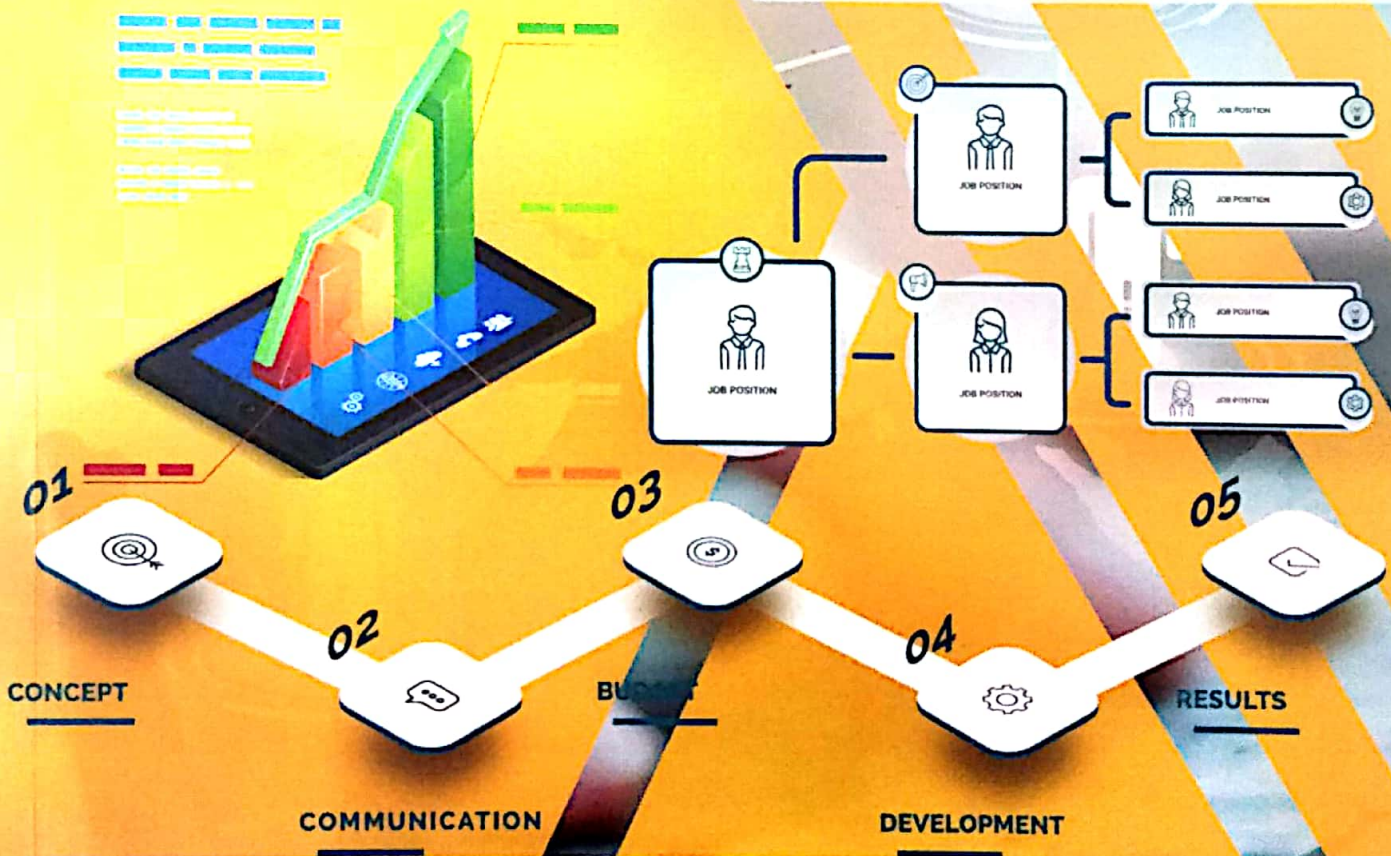 JOB POSITION
JOB POSITION
JOB POSITION
JOB POSITION
JOB POSITION
JOB POSITION
JOB POSITION
01
02
03
04
05
CONCEPT
COMMUNICATION
BUDGET
DEVELOPMENT
RESULTS